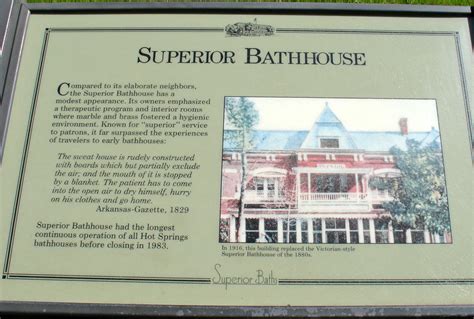 SUPERIOR BATHHOUSE
Compared to its elaborate neighbors,
the Superior Bathhouse has a
modest appearance. Its owners emphasized
a therapeutic program and interior rooms
where marble and brass fostered a hygienic
environment. Known for "superior" service
to patrons, it far surpassed the experiences
of travelers to early bathhouses:
The sweat house is rudely constructed
with boards which but partially exclude
the air; and the mouth of it is stopped
by a blanket. The patient has to come
into the open air to dry himself, hurry
on his clothes and go home.
Arkansas-Gazette, 1829
Superior Bathhouse had the longest
continuous operation of all Hot Springs
bathhouses before closing in 1983.
In 1916, this building replaced the Victorian-style
Superior Bathhouse of the 1880s.
Superior Baths